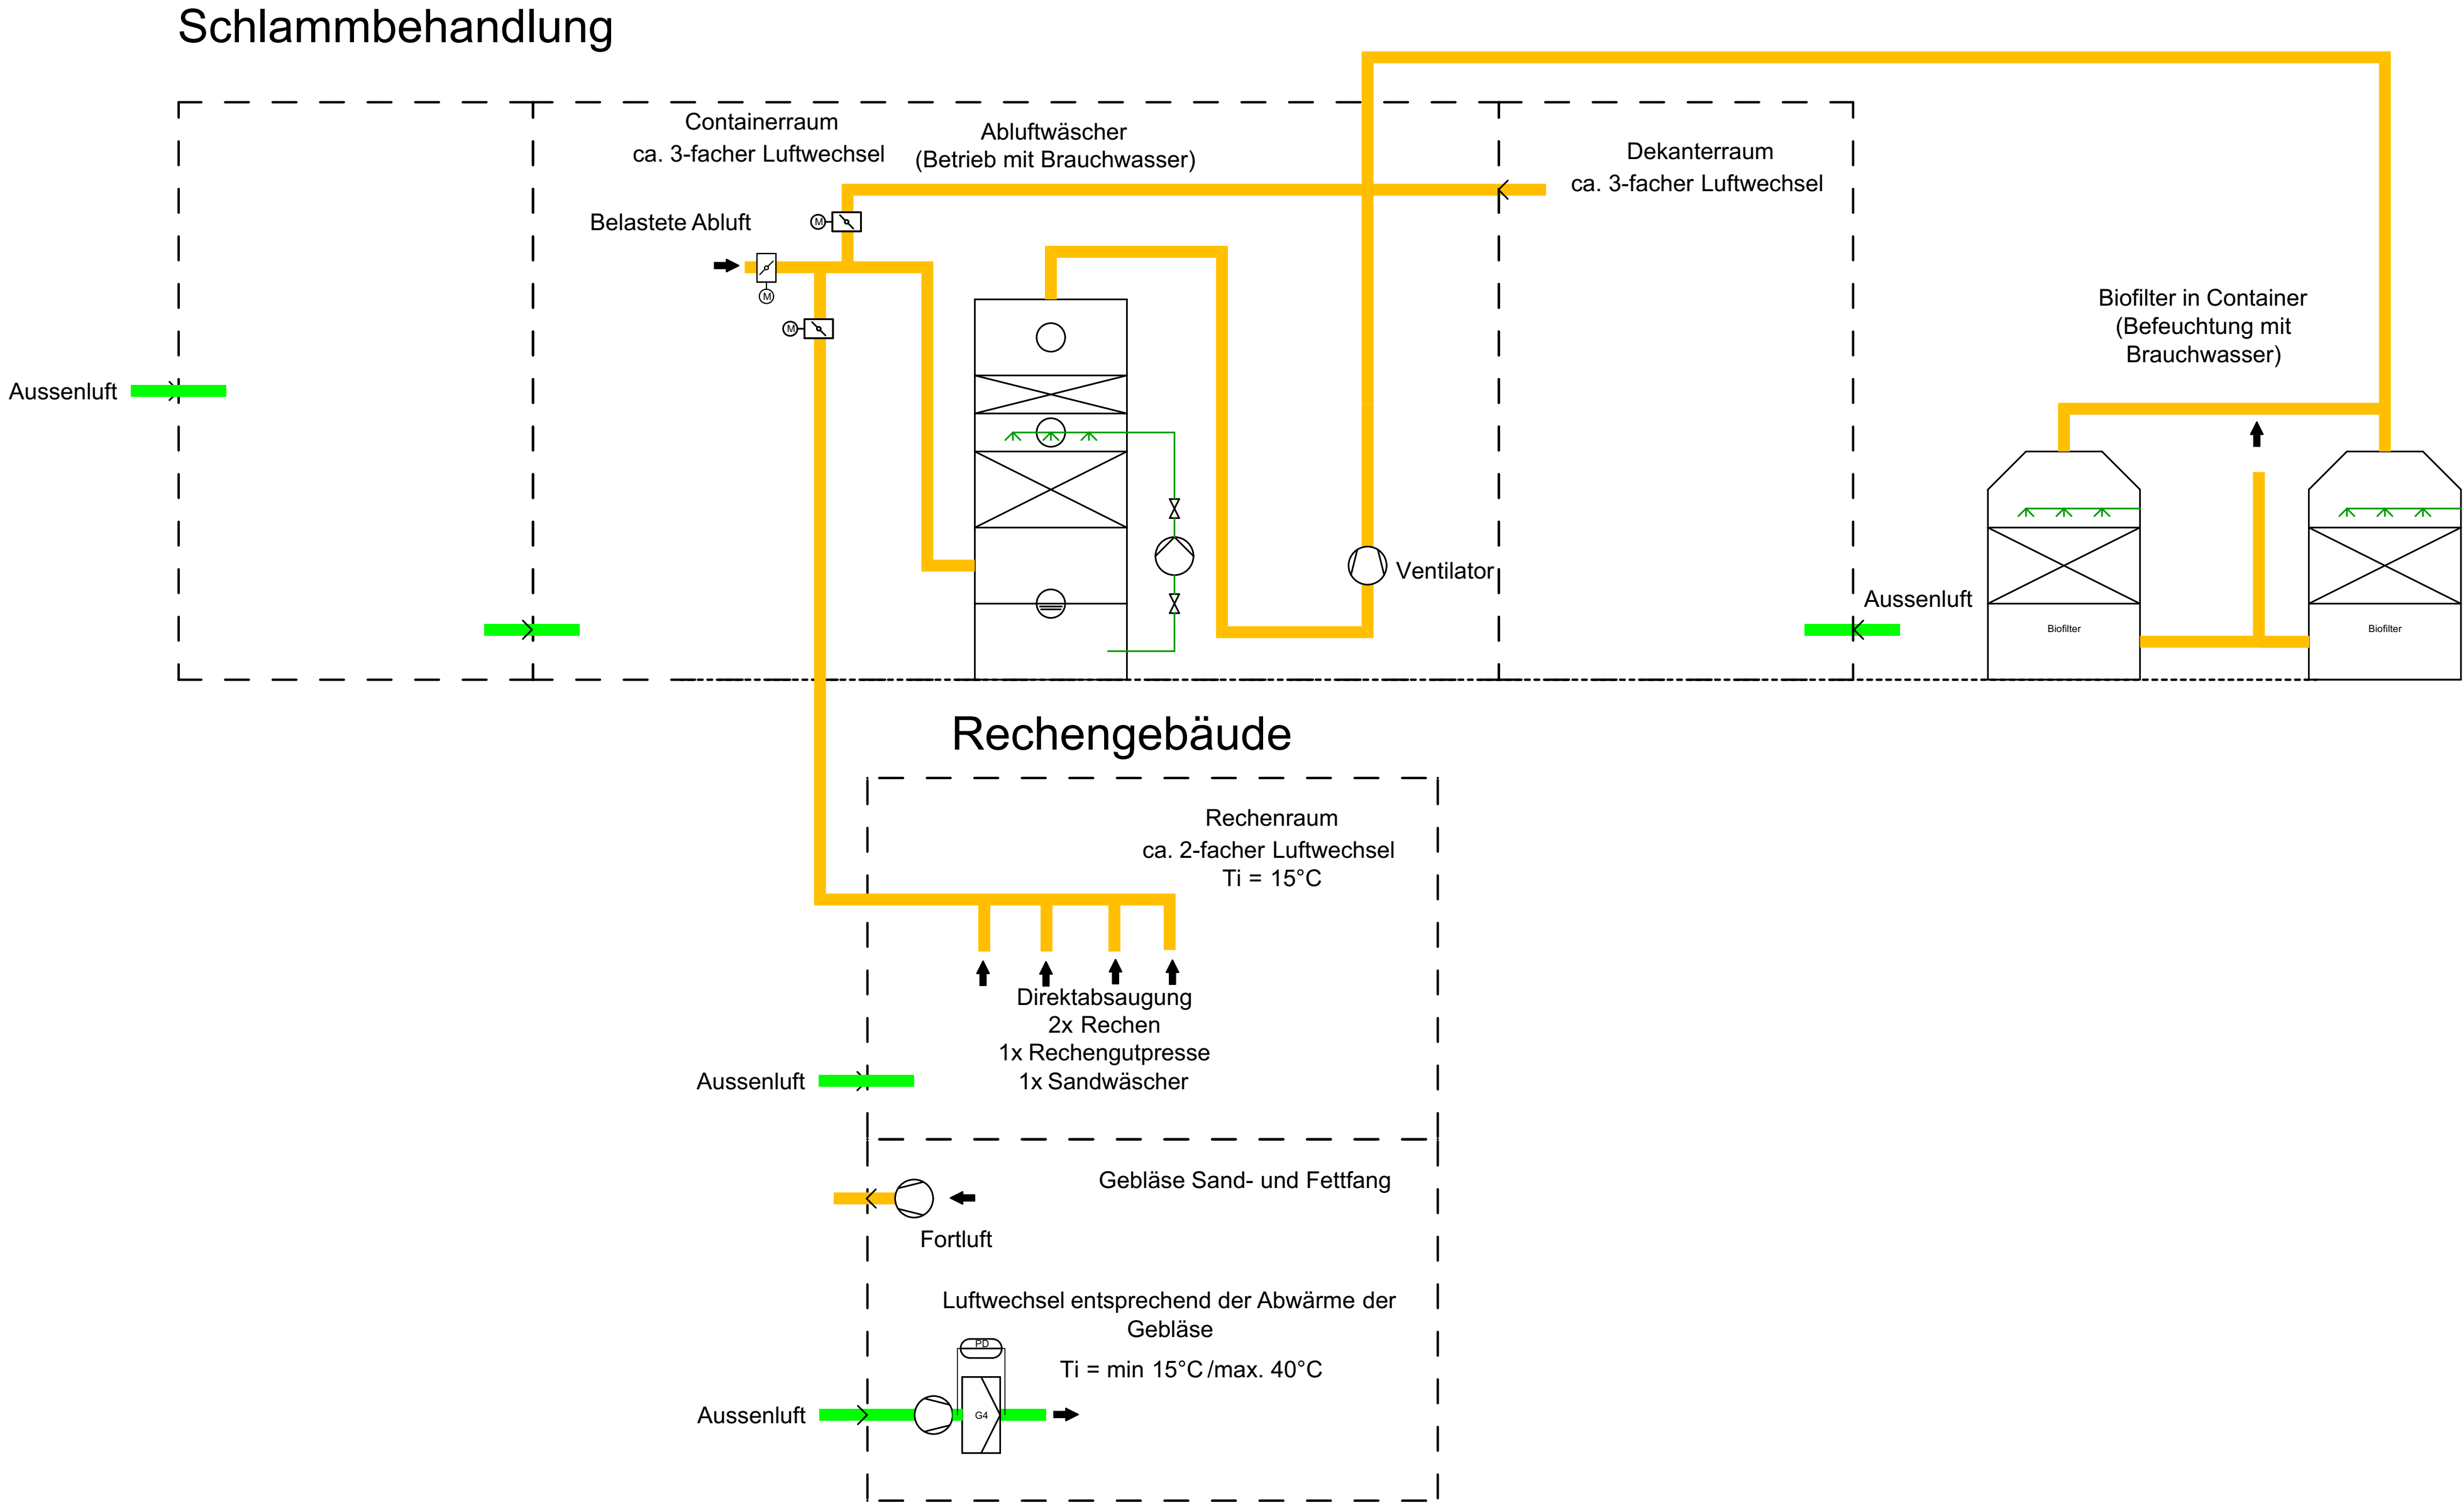 Schlammbehandlung
Containerraum
ca. 3-facher Luftwechsel
Abluftwäscher
(Betrieb mit Brauchwasser)
Dekanterraum
ca. 3-facher Luftwechsel
Belastete Abluft
M
M
M
Biofilter in Container
(Befeuchtung mit
Brauchwasser)
Aussenluft
Ventilator
Aussenluft
Biofilter
Biofilter
Rechengebäude
Rechenraum
ca. 2-facher Luftwechsel
Ti = 15°C
Direktabsaugung
2x Rechen
1x Rechengutpresse
1x Sandwäscher
Aussenluft
Gebläse Sand- und Fettfang
Fortluft
Luftwechsel entsprechend der Abwärme der
Gebläse
PD
Ti = min 15°C/max. 40°C
Aussenluft
G4